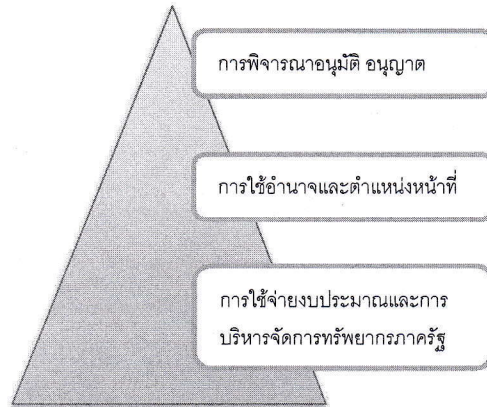 การพิจารณาอนุมัติ อนุญาต
การใช้อำนาจและตำแหน่งหน้าที่
การใช้จ่ายงบประมาณและการ
บริหารจัดการทรัพยากรภาครัฐ